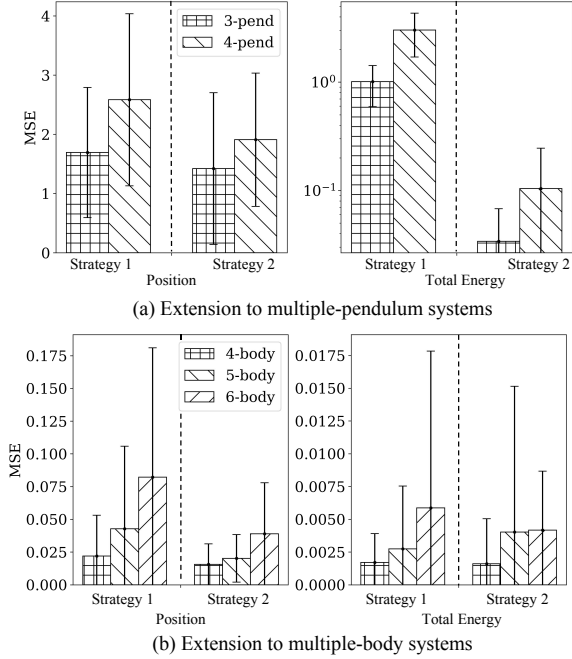 4
3
2
1
0
MSE
3-pend
4-pend
Strategy 1
Strategy 2
Position
10⁰
10⁻¹
Strategy 1
Strategy 2
Total Energy
(a) Extension to multiple-pendulum systems
0.175
0.150
0.125
0.100
0.075
0.050
0.025
0.000
MSE
4-body
5-body
6-body
Strategy 1
Strategy 2
Position
0.0175
0.0150
0.0125
0.0100
0.0075
0.0050
0.0025
0.0000
Strategy 1
Strategy 2
Total Energy
(b) Extension to multiple-body systems